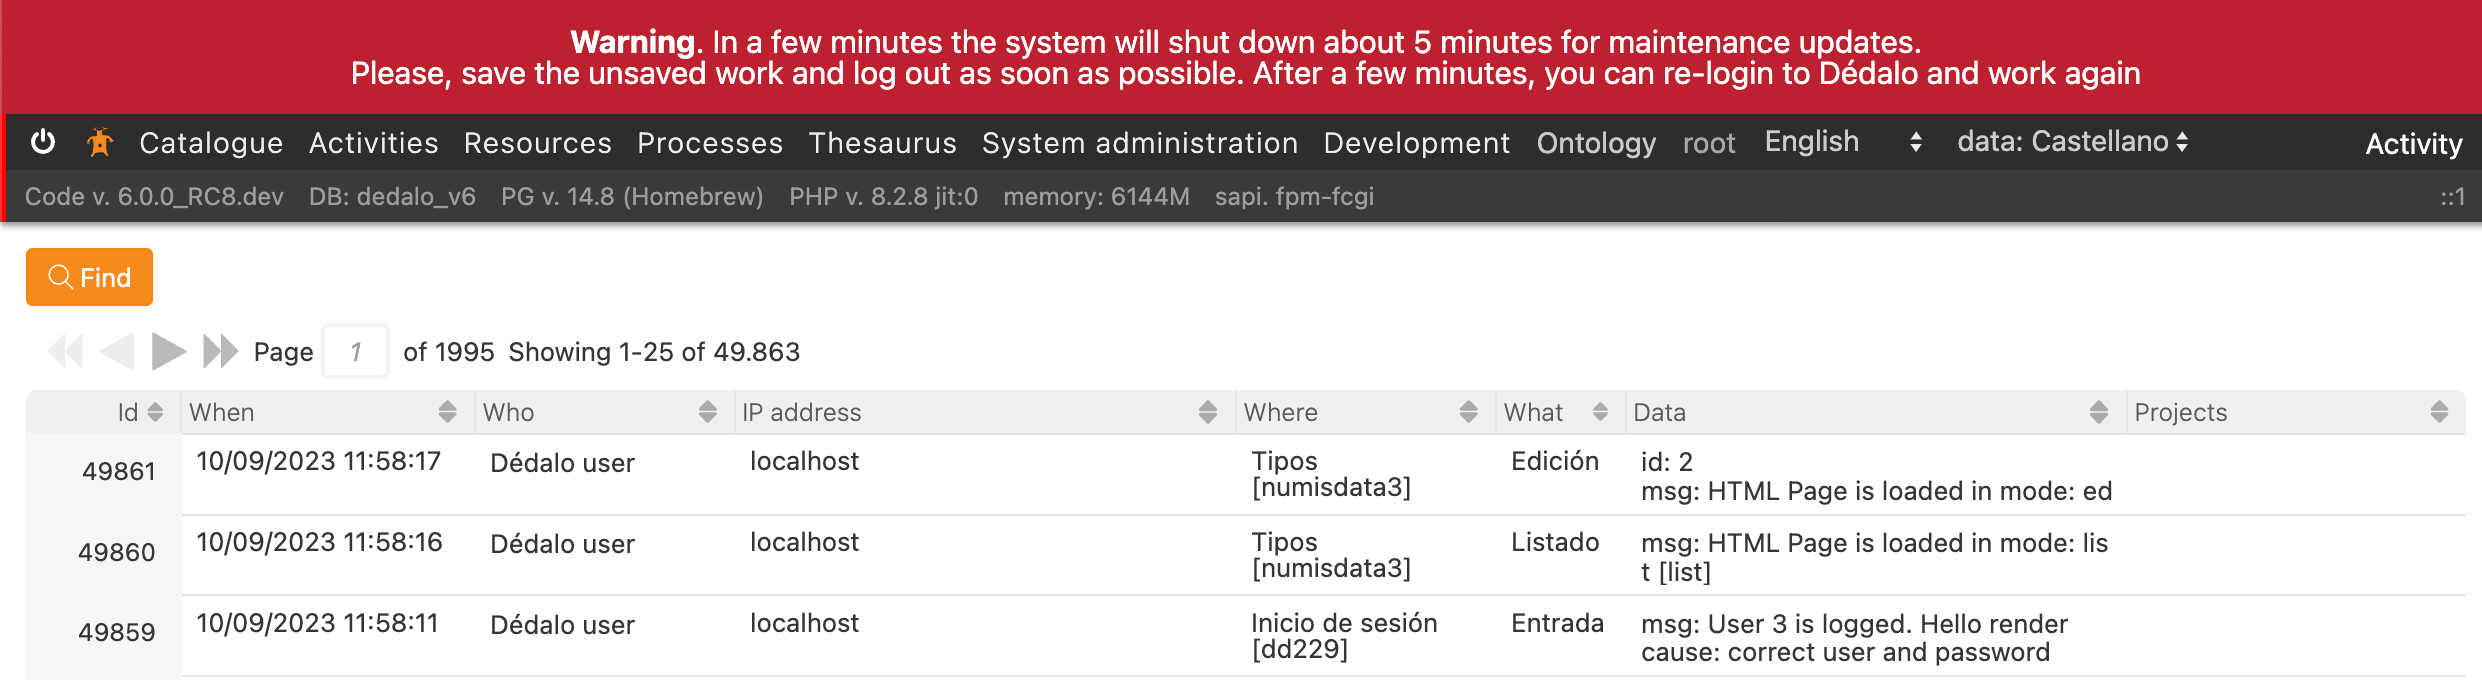 Warning. In a few minutes the system will shut down about 5 minutes for maintenance updates.
Please, save the unsaved work and log out as soon as possible. After a few minutes, you can re-login to Dédalo and work again
Catalogue Activities Resources Processes Thesaurus System administration Development Ontology root English data: Castellano Activity
Code v. 6.0.0_RC8.dev DB: dedalo_v6 PG v. 14.8 (Homebrew) PHP v. 8.2.8 jit:0 memory: 6144M sapi. fpm-fcgi ::1
Find
Page 1 of 1995 Showing 1-25 of 49.863
Id When Who IP address Where What Data Projects
49861 10/09/2023 11:58:17 Dédalo user localhost Tipos Edición id: 2
[numisdata3] msg: HTML Page is loaded in mode: ed
49860 10/09/2023 11:58:16 Dédalo user localhost Tipos Listado msg: HTML Page is loaded in mode: lis
[numisdata3] t [list]
49859 10/09/2023 11:58:11 Dédalo user localhost Inicio de sesión Entrada msg: User 3 is logged. Hello render
[dd229] cause: correct user and password